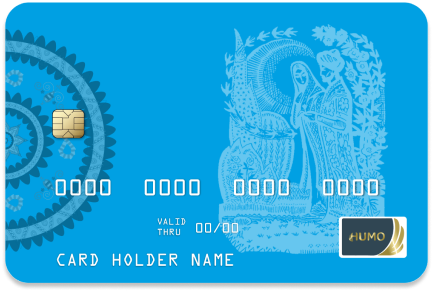 0000 0000 0000 0000
VALID
THRU 00/00
HUMO
CARD HOLDER NAME